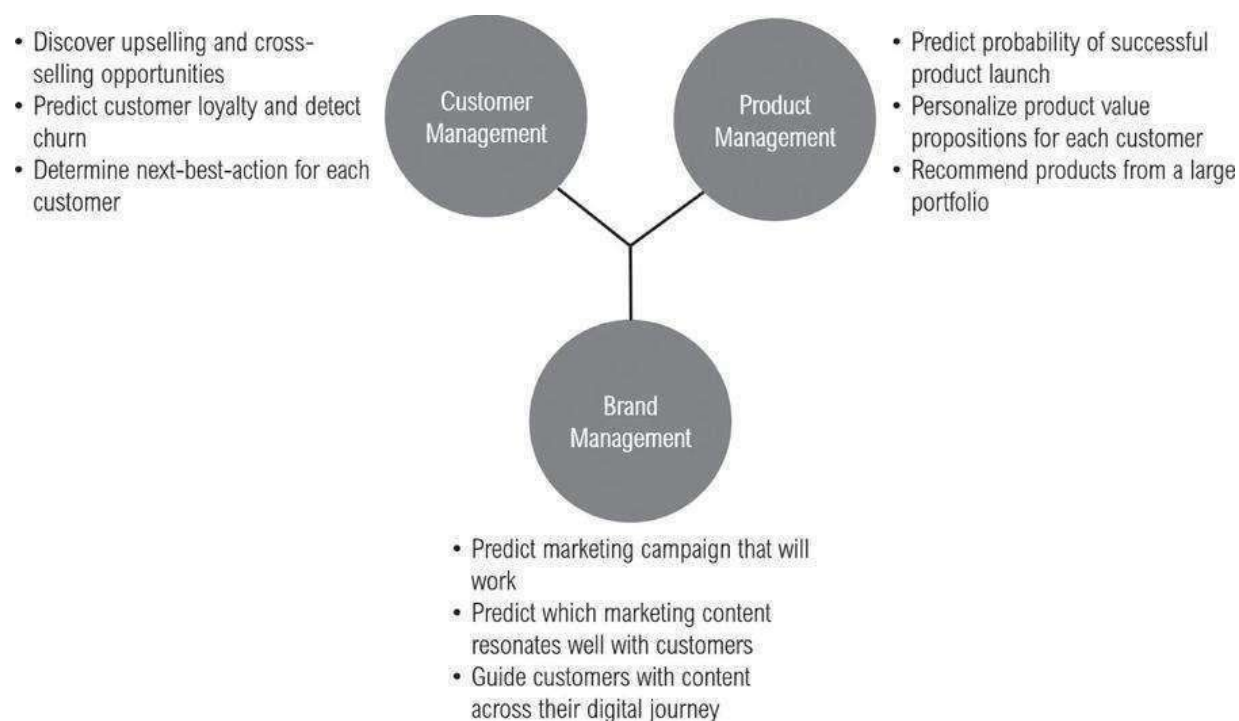 • Discover upselling and cross-
selling opportunities
• Predict customer loyalty and detect
churn
• Determine next-best-action for each
customer
Customer
Management
Product
Management
• Predict probability of successful
product launch
• Personalize product value
propositions for each customer
• Recommend products from a large
portfolio
Brand
Management
• Predict marketing campaign that will
work
• Predict which marketing content
resonates well with customers
• Guide customers with content
across their digital journey